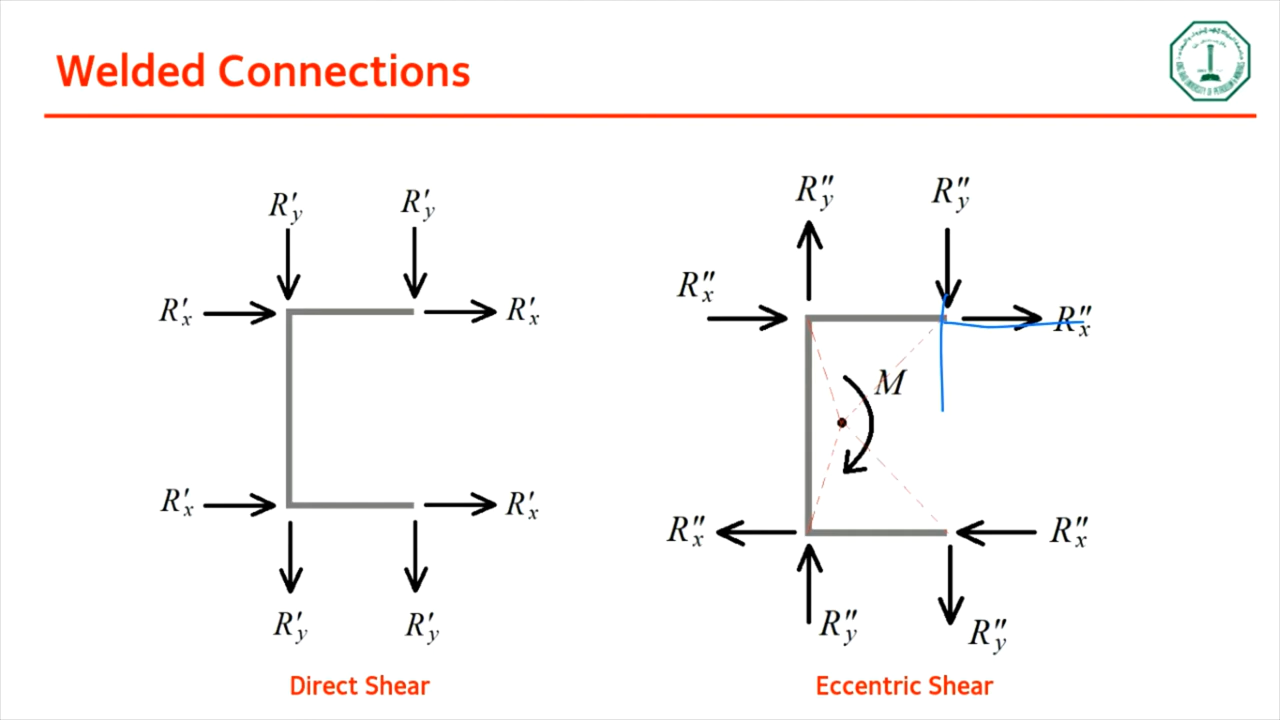 Welded Connections
R′y R′y
R′x R′x
R′x R′x
R′y R′y
Direct Shear
R″y R″y
R″x R″x
M
R″x R″x
R″y R″y
Eccentric Shear